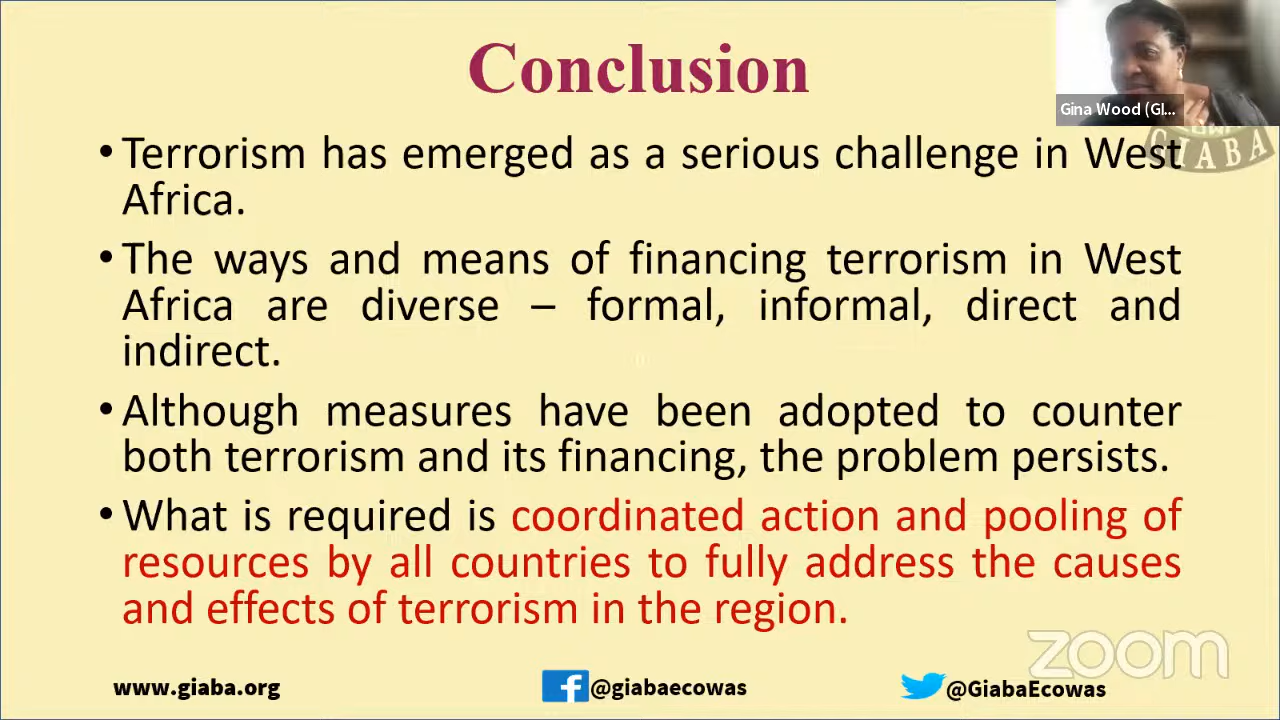 Conclusion
Gina Wood (GI...
GIABA
• Terrorism has emerged as a serious challenge in West
Africa.
• The ways and means of financing terrorism in West
Africa are diverse – formal, informal, direct and
indirect.
• Although measures have been adopted to counter
both terrorism and its financing, the problem persists.
• What is required is coordinated action and pooling of
resources by all countries to fully address the causes
and effects of terrorism in the region.
zoom
www.giaba.org
@giabaecowas
@GiabaEcowas